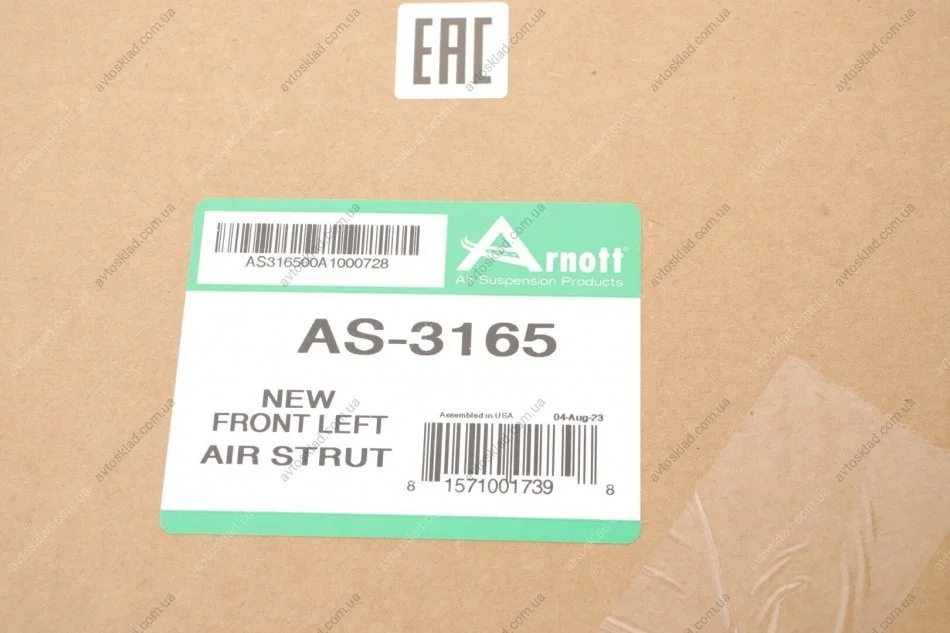 EAC
AS316500A1000728
Arnott®
Air Suspension Products
AS-3165
NEW
FRONT LEFT
AIR STRUT
Assembled in USA 04-Aug-23
8 1571001739 8
avtosklad.com.ua